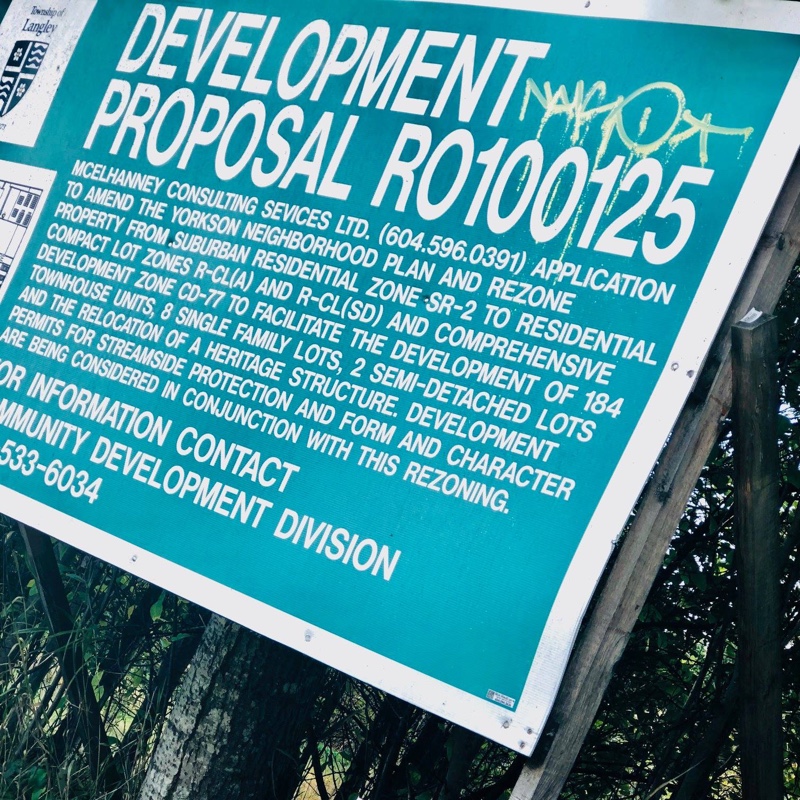 Township of
Langley
DEVELOPMENT
PROPOSAL RO100125
MCELHANNEY CONSULTING SEVICES LTD. (604.596.0391) APPLICATION
TO AMEND THE YORKSON NEIGHBORHOOD PLAN AND REZONE
PROPERTY FROM SUBURBAN RESIDENTIAL ZONE SR-2 TO RESIDENTIAL
COMPACT LOT ZONES R-CL(A) AND R-CL(SD) AND COMPREHENSIVE
DEVELOPMENT ZONE CD-77 TO FACILITATE THE DEVELOPMENT OF 184
TOWNHOUSE UNITS, 8 SINGLE FAMILY LOTS, 2 SEMI-DETACHED LOTS
AND THE RELOCATION OF A HERITAGE STRUCTURE. DEVELOPMENT
PERMITS FOR STREAMSIDE PROTECTION AND FORM AND CHARACTER
ARE BEING CONSIDERED IN CONJUNCTION WITH THIS REZONING.
OR INFORMATION CONTACT
MMUNITY DEVELOPMENT DIVISION
-533-6034